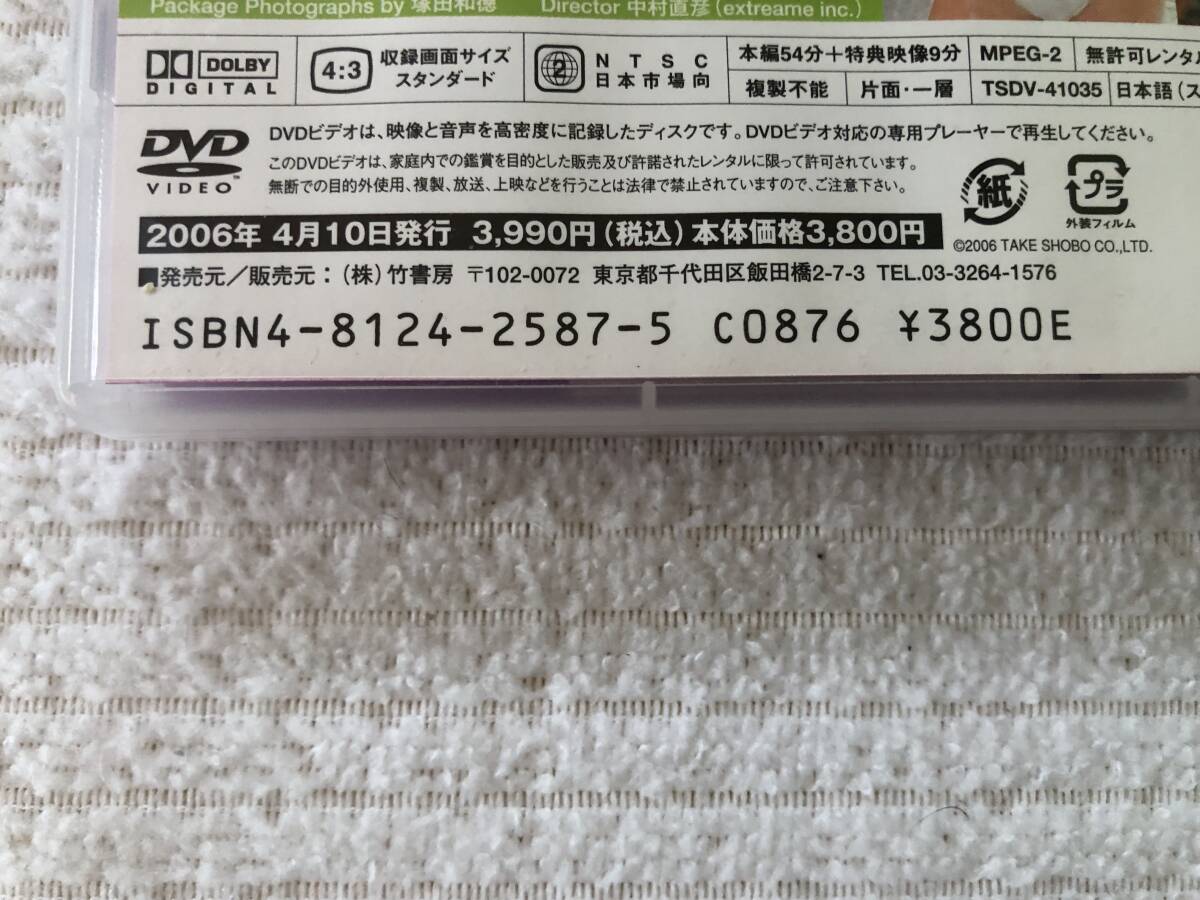 Package Photographs by 塚田和徳 Director 中村直彦(extreame inc.)
DOLBY DIGITAL 4:3 収録画面サイズ スタンダード 2 NTSC 日本市場向 本編54分+特典映像9分 MPEG-2 無許可レンタル
複製不能 片面・一層 TSDV-41035 日本語(ス
DVD VIDEO
DVDビデオは、映像と音声を高密度に記録したディスクです。DVDビデオ対応の専用プレーヤーで再生してください。
このDVDビデオは、家庭内での鑑賞を目的とした販売及び許諾されたレンタルに限って許可されています。
無断での目的外使用、複製、放送、上映などを行うことは法律で禁止されていますので、ご注意下さい。
紙 プラ
外装フィルム
2006年 4月10日発行 3,990円(税込)本体価格3,800円
©2006 TAKE SHOBO CO.,LTD.
■発売元/販売元:(株)竹書房 〒102-0072 東京都千代田区飯田橋2-7-3 TEL.03-3264-1576
ISBN4-8124-2587-5 C0876 ¥3800E